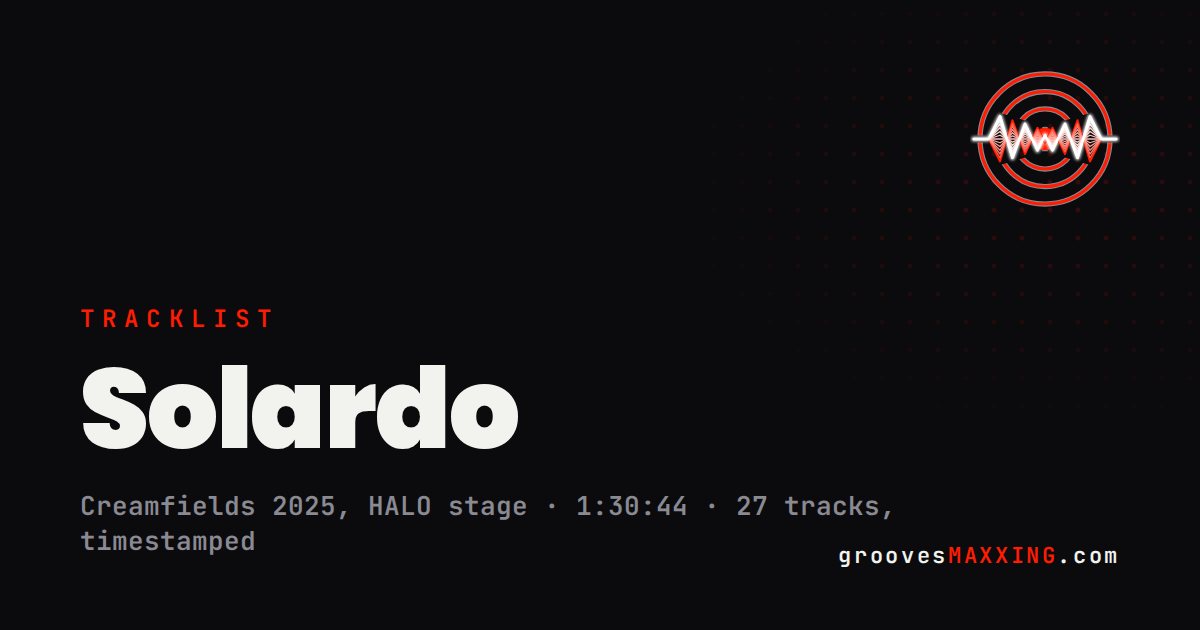 TRACKLIST
Solardo
Creamfields 2025, HALO stage · 1:30:44 · 27 tracks,
timestamped
groovesMAXXING.com